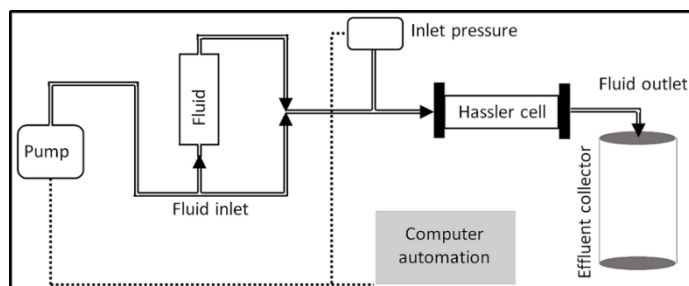 Inlet pressure
Fluid outlet
Fluid
Hassler cell
Pump
Fluid inlet
Effluent collector
Computer
automation